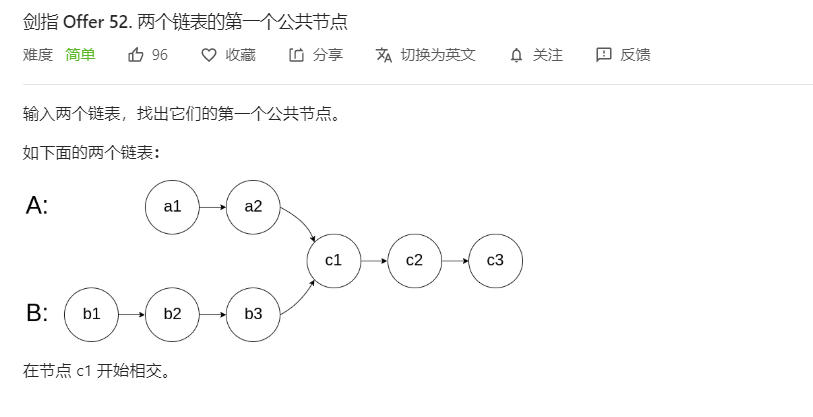 剑指 Offer 52. 两个链表的第一个公共节点
难度 简单 96 收藏 分享 切换为英文 关注 反馈
输入两个链表，找出它们的第一个公共节点。
如下面的两个链表：
A: a1 a2
c1 c2 c3
B: b1 b2 b3
在节点 c1 开始相交。